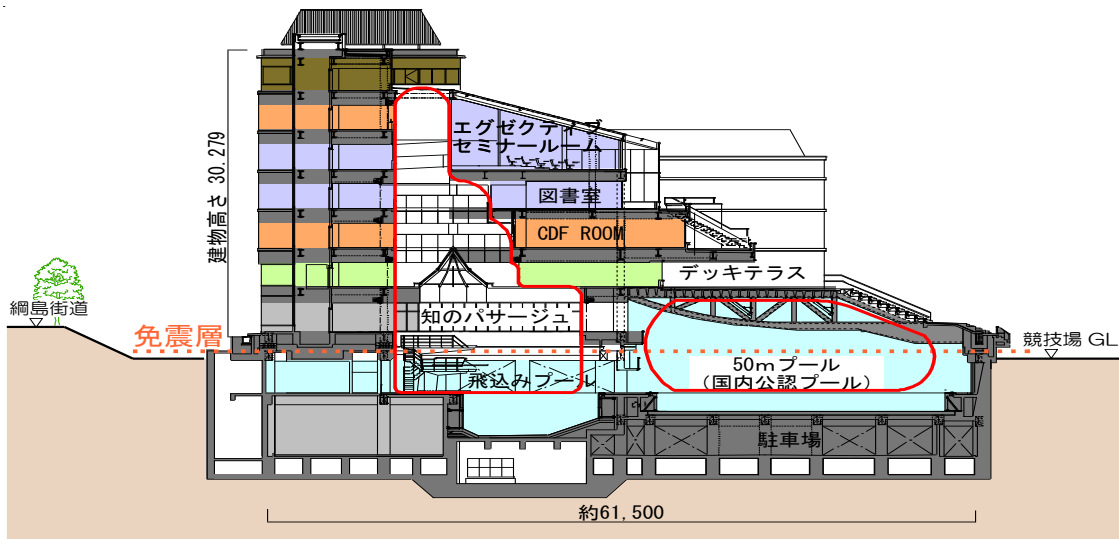 建物高さ 30.279
エグゼクティブ
セミナールーム
図書室
CDF ROOM
デッキテラス
綱島街道
知のパサージュ
免震層
競技場 GL
50mプール
(国内公認プール)
飛込みプール
駐車場
約61,500